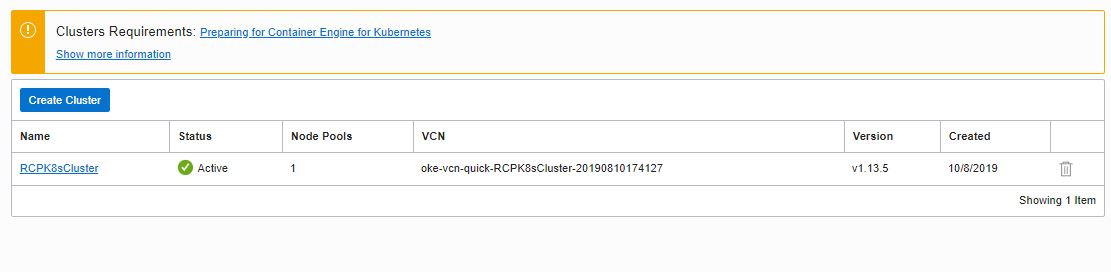 Clusters Requirements: Preparing for Container Engine for Kubernetes
Show more information
Create Cluster
Name Status Node Pools VCN Version Created
RCPK8sCluster Active 1 oke-vcn-quick-RCPK8sCluster-20190810174127 v1.13.5 10/8/2019
Showing 1 Item